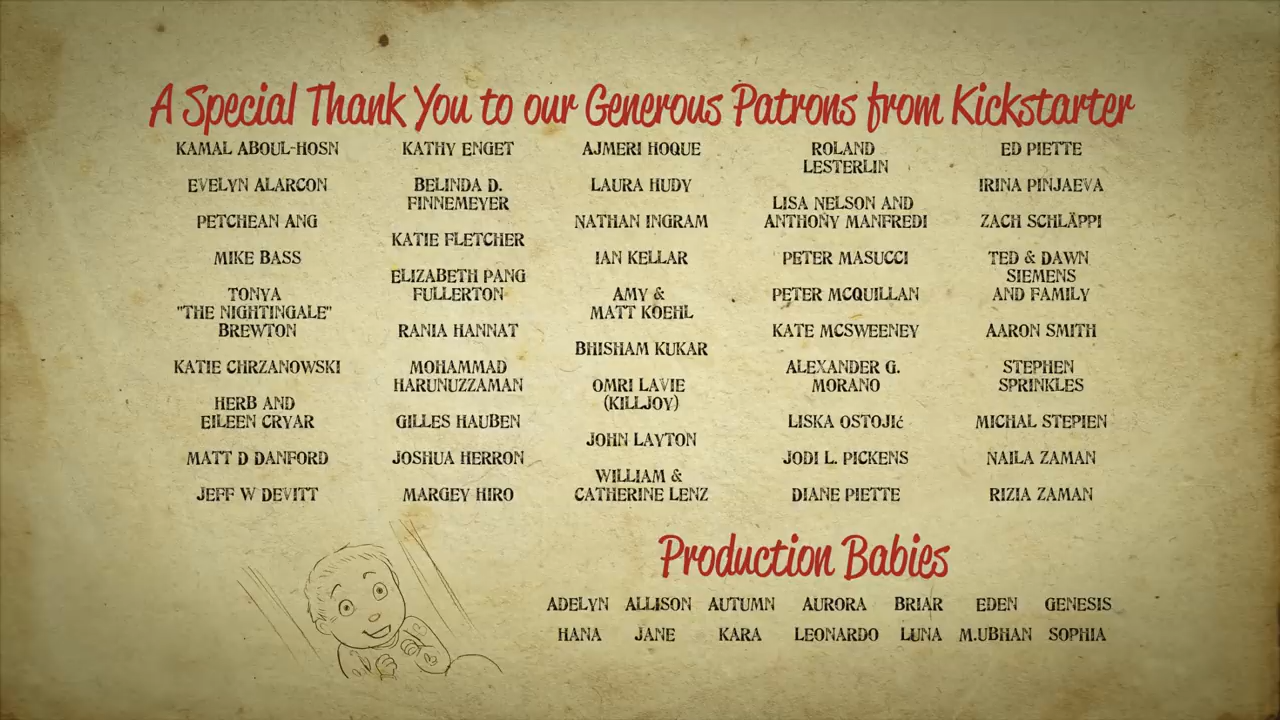 A Special Thank You to our Generous Patrons from Kickstarter
KAMAL ABOUL-HOSN
EVELYN ALARCON
PETCHEAN ANG
MIKE BASS
TONYA
"THE NIGHTINGALE"
BREWTON
KATIE CHRZANOWSKI
HERB AND
EILEEN CRYAR
MATT D DANFORD
JEFF W DEVITT
KATHY ENGET
BELINDA D.
FINNEMEYER
KATIE FLETCHER
ELIZABETH PANG
FULLERTON
RANIA HANNAT
MOHAMMAD
HARUNUZZAMAN
GILLES HAUBEN
JOSHUA HERRON
MARGEY HIRO
AJMERI HOQUE
LAURA HUDY
NATHAN INGRAM
IAN KELLAR
AMY &
MATT KOEHL
BHISHAM KUKAR
OMRI LAVIE
(KILLJOY)
JOHN LAYTON
WILLIAM &
CATHERINE LENZ
ROLAND
LESTERLIN
LISA NELSON AND
ANTHONY MANFREDI
PETER MASUCCI
PETER MCQUILLAN
KATE MCSWEENEY
ALEXANDER G.
MORANO
LISKA OSTOJIć
JODI L. PICKENS
DIANE PIETTE
ED PIETTE
IRINA PINJAEVA
ZACH SCHLÄPPI
TED & DAWN
SIEMENS
AND FAMILY
AARON SMITH
STEPHEN
SPRINKLES
MICHAL STEPIEN
NAILA ZAMAN
RIZIA ZAMAN
Production Babies
ADELYN ALLISON AUTUMN AURORA BRIAR EDEN GENESIS
HANA JANE KARA LEONARDO LUNA M.UBHAN SOPHIA